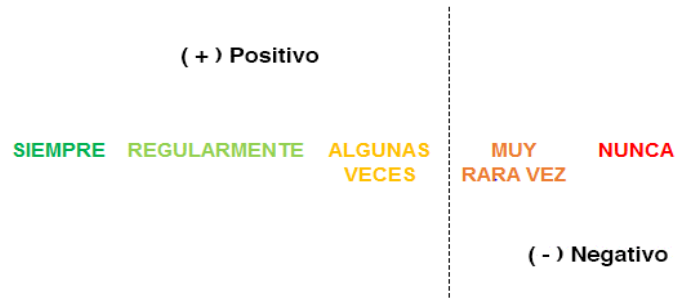 ( + ) Positivo
SIEMPRE REGULARMENTE ALGUNAS VECES MUY RARA VEZ NUNCA
( - ) Negativo